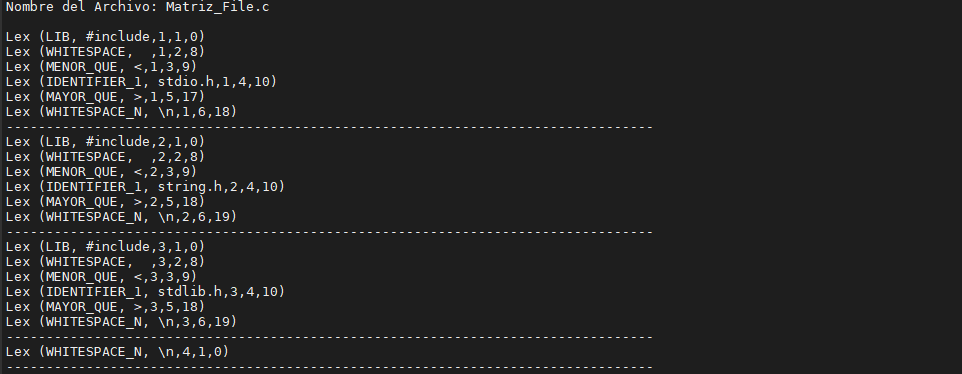 Nombre del Archivo: Matriz_File.c
Lex (LIB, #include,1,1,0)
Lex (WHITESPACE,  ,1,2,8)
Lex (MENOR_QUE, <,1,3,9)
Lex (IDENTIFIER_1, stdio.h,1,4,10)
Lex (MAYOR_QUE, >,1,5,17)
Lex (WHITESPACE_N, \n,1,6,18)
---------------------------------------------------------------------------------
Lex (LIB, #include,2,1,0)
Lex (WHITESPACE,  ,2,2,8)
Lex (MENOR_QUE, <,2,3,9)
Lex (IDENTIFIER_1, string.h,2,4,10)
Lex (MAYOR_QUE, >,2,5,18)
Lex (WHITESPACE_N, \n,2,6,19)
---------------------------------------------------------------------------------
Lex (LIB, #include,3,1,0)
Lex (WHITESPACE,  ,3,2,8)
Lex (MENOR_QUE, <,3,3,9)
Lex (IDENTIFIER_1, stdlib.h,3,4,10)
Lex (MAYOR_QUE, >,3,5,18)
Lex (WHITESPACE_N, \n,3,6,19)
---------------------------------------------------------------------------------
Lex (WHITESPACE_N, \n,4,1,0)
---------------------------------------------------------------------------------